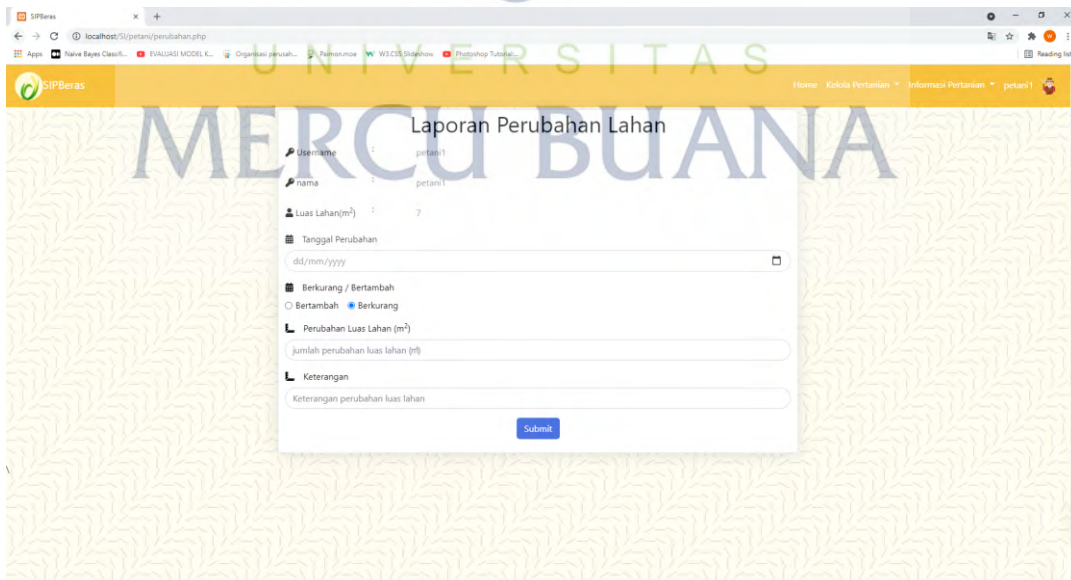 SIPBeras
localhost/SI/petani/perubahan.php
Apps Naive Bayes Classifi... EVALUASI MODEL K... Organisasi perusah... Paimon.moe W3.CSS Slideshow Photoshop Tutorial:... Reading list
UNIVERSITAS
SIPBeras Home Kelola Pertanian Informasi Pertanian petani1
MERCU BUANA
Laporan Perubahan Lahan
Username : petani1
nama : petani1
Luas Lahan(m²) : 7
Tanggal Perubahan
dd/mm/yyyy
Berkurang / Bertambah
Bertambah Berkurang
Perubahan Luas Lahan (m²)
jumlah perubahan luas lahan (㎡)
Keterangan
Keterangan perubahan luas lahan
Submit
\